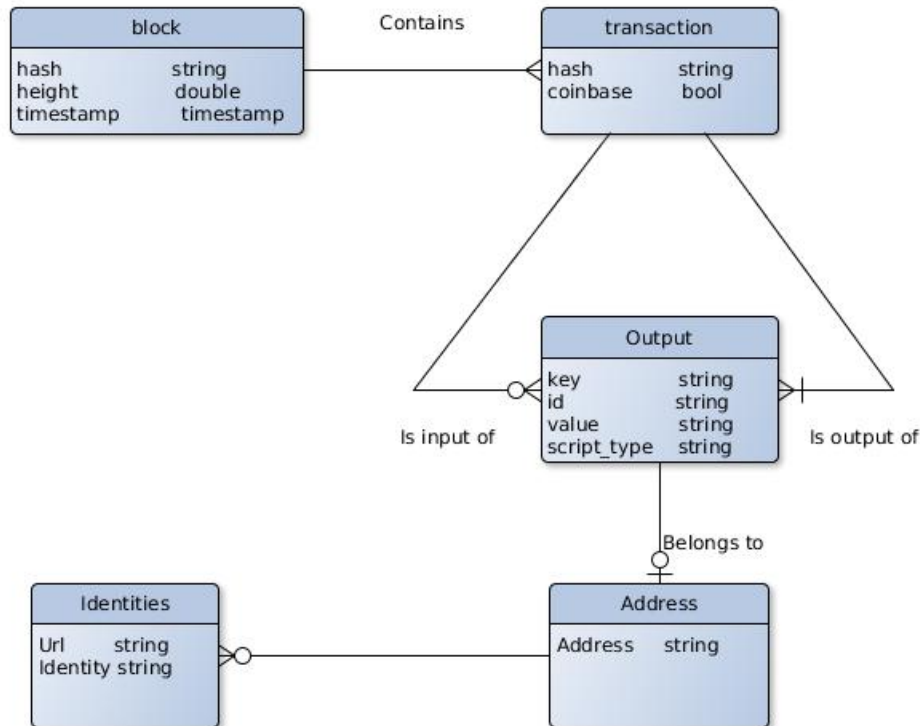 block
hash string
height double
timestamp timestamp
Contains
transaction
hash string
coinbase bool
Output
key string
id string
value string
script_type string
Is input of
Is output of
Belongs to
Identities
Url string
Identity string
Address
Address string